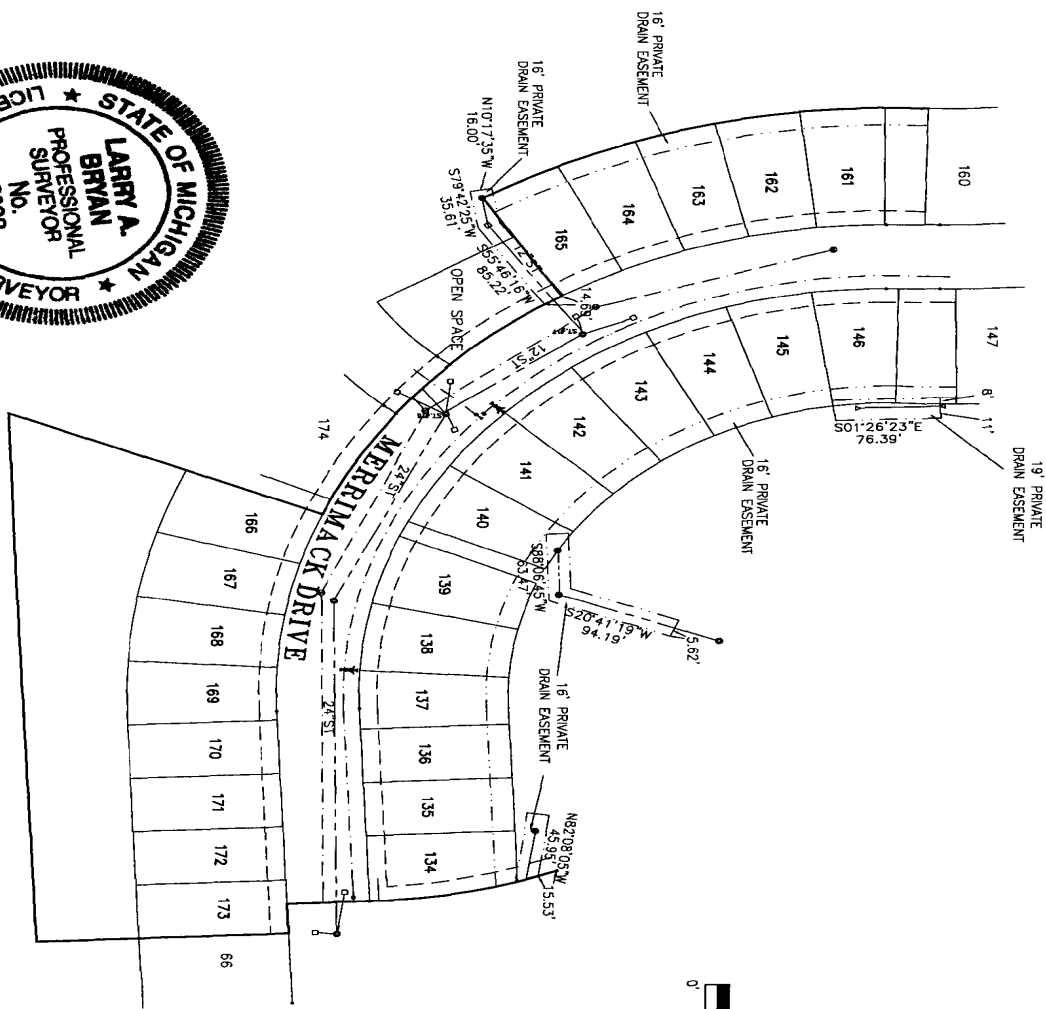 16' PRIVATE
DRAIN EASEMENT
16' PRIVATE
DRAIN EASEMENT
N10°17'35"W
16.00'
S79°42'25"W
35.61'
S55°46'16"W
85.22'
12"ST
14.69'
160
161
162
163
164
165
OPEN SPACE
12"ST
147
146
145
144
143
142
141
140
139
138
137
136
135
134
8'
11'
S01°26'23"E
76.39'
19' PRIVATE
DRAIN EASEMENT
16' PRIVATE
DRAIN EASEMENT
S88°06'45"W
63.47'
S20°41'19"W
94.19'
5.62'
16' PRIVATE
DRAIN EASEMENT
N82°08'05"W
45.95'
15.53'
174
24"ST
MERRIMACK DRIVE
24"ST
166
167
168
169
170
171
172
173
66
0'
STATE OF MICHIGAN
LARRY A.
BRYAN
PROFESSIONAL
SURVEYOR
No.